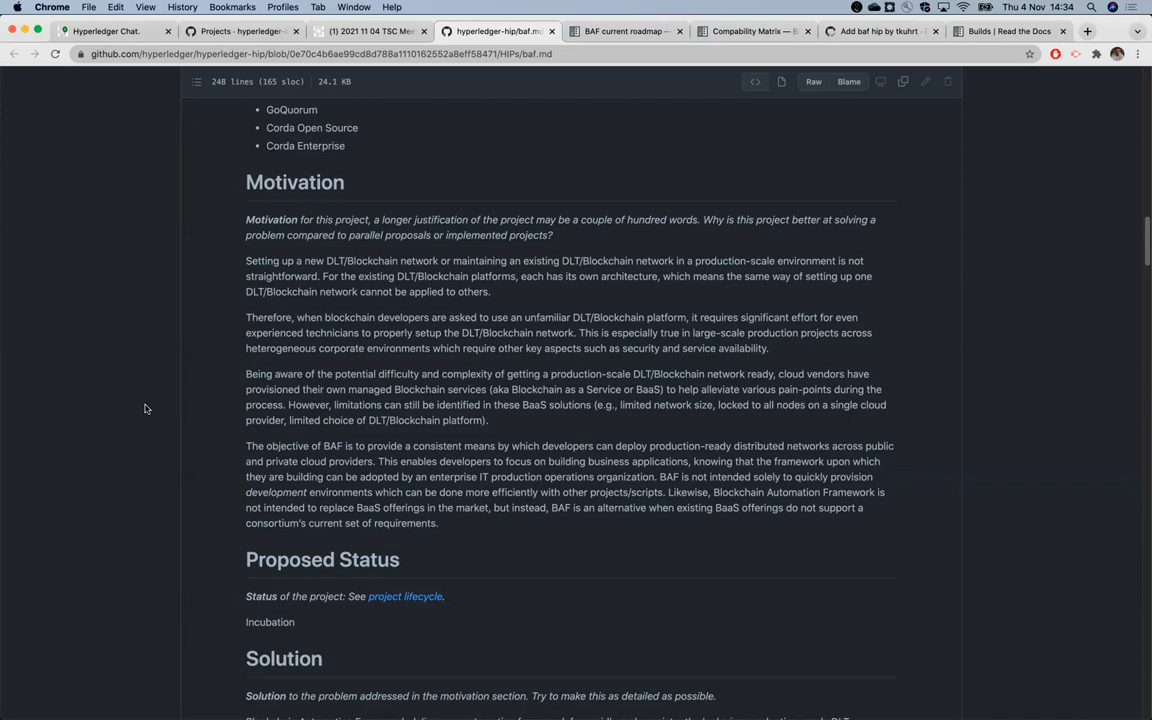 Chrome File Edit View History Bookmarks Profiles Tab Window Help Thu 4 Nov 14:34
Hyperledger Chat. Projects - hyperledger-h (1) 2021 11 04 TSC Mee hyperledger-hip/baf.md BAF current roadmap — Compability Matrix — B Add baf hip by tkuhrt · Builds | Read the Docs
github.com/hyperledger/hyperledger-hip/blob/0e70c4b6ae99cd8d788a1110162552a8eff58471/HIPs/baf.md
248 lines (165 sloc) 24.1 KB Raw Blame
• GoQuorum
• Corda Open Source
• Corda Enterprise
Motivation
Motivation for this project, a longer justification of the project may be a couple of hundred words. Why is this project better at solving a
problem compared to parallel proposals or implemented projects?
Setting up a new DLT/Blockchain network or maintaining an existing DLT/Blockchain network in a production-scale environment is not
straightforward. For the existing DLT/Blockchain platforms, each has its own architecture, which means the same way of setting up one
DLT/Blockchain network cannot be applied to others.
Therefore, when blockchain developers are asked to use an unfamiliar DLT/Blockchain platform, it requires significant effort for even
experienced technicians to properly setup the DLT/Blockchain network. This is especially true in large-scale production projects across
heterogeneous corporate environments which require other key aspects such as security and service availability.
Being aware of the potential difficulty and complexity of getting a production-scale DLT/Blockchain network ready, cloud vendors have
provisioned their own managed Blockchain services (aka Blockchain as a Service or BaaS) to help alleviate various pain-points during the
process. However, limitations can still be identified in these BaaS solutions (e.g., limited network size, locked to all nodes on a single cloud
provider, limited choice of DLT/Blockchain platform).
The objective of BAF is to provide a consistent means by which developers can deploy production-ready distributed networks across public
and private cloud providers. This enables developers to focus on building business applications, knowing that the framework upon which
they are building can be adopted by an enterprise IT production operations organization. BAF is not intended solely to quickly provision
development environments which can be done more efficiently with other projects/scripts. Likewise, Blockchain Automation Framework is
not intended to replace BaaS offerings in the market, but instead, BAF is an alternative when existing BaaS offerings do not support a
consortium's current set of requirements.
Proposed Status
Status of the project: See project lifecycle.
Incubation
Solution
Solution to the problem addressed in the motivation section. Try to make this as detailed as possible.